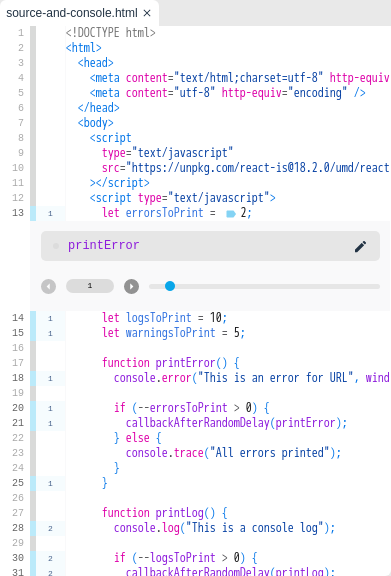 source-and-console.html ×
1 <!DOCTYPE html>
2 <html>
3 <head>
4 <meta content="text/html;charset=utf-8" http-equiv
5 <meta content="utf-8" http-equiv="encoding" />
6 </head>
7 <body>
8 <script
9 type="text/javascript"
10 src="https://unpkg.com/react-is@18.2.0/umd/react
11 ></script>
12 <script type="text/javascript">
13 1 let errorsToPrint = 2;
printError
1
14 1 let logsToPrint = 10;
15 1 let warningsToPrint = 5;
16
17 function printError() {
18 1 console.error("This is an error for URL", wind
19
20 1 if (--errorsToPrint > 0) {
21 1 callbackAfterRandomDelay(printError);
22 } else {
23 console.trace("All errors printed");
24 }
25 1 }
26
27 function printLog() {
28 2 console.log("This is a console log");
29
30 2 if (--logsToPrint > 0) {
31 2 callbackAfterRandomDelay(printLog);